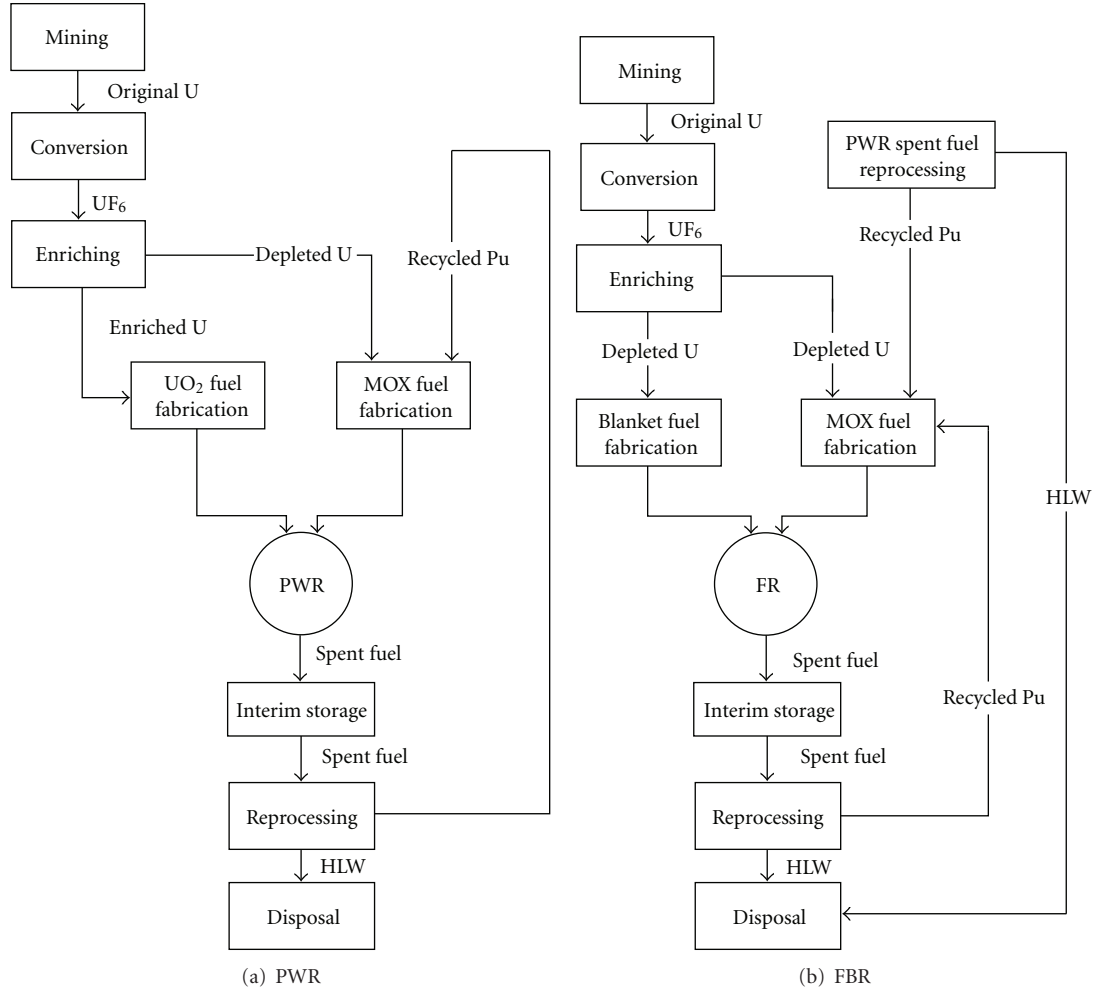 Mining
Original U
Conversion
UF₆
Enriching
Depleted U
Recycled Pu
Enriched U
UO₂ fuel
fabrication
MOX fuel
fabrication
PWR
Spent fuel
Interim storage
Spent fuel
Reprocessing
HLW
Disposal
(a) PWR
Mining
Original U
PWR spent fuel
reprocessing
Conversion
UF₆
Recycled Pu
Enriching
Depleted U
Depleted U
Blanket fuel
fabrication
MOX fuel
fabrication
HLW
FR
Spent fuel
Interim storage
Recycled Pu
Spent fuel
Reprocessing
HLW
Disposal
(b) FBR